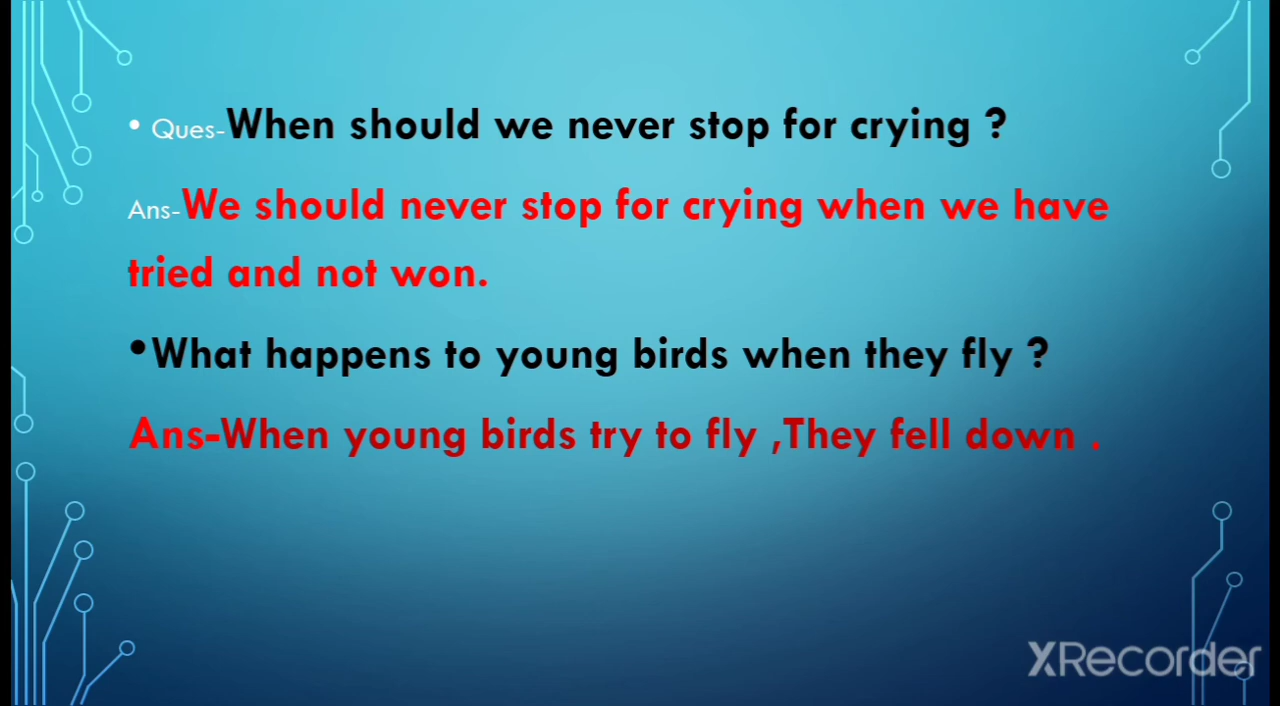 • Ques-When should we never stop for crying ?
Ans-We should never stop for crying when we have
tried and not won.
•What happens to young birds when they fly ?
Ans-When young birds try to fly ,They fell down .
XRecorder